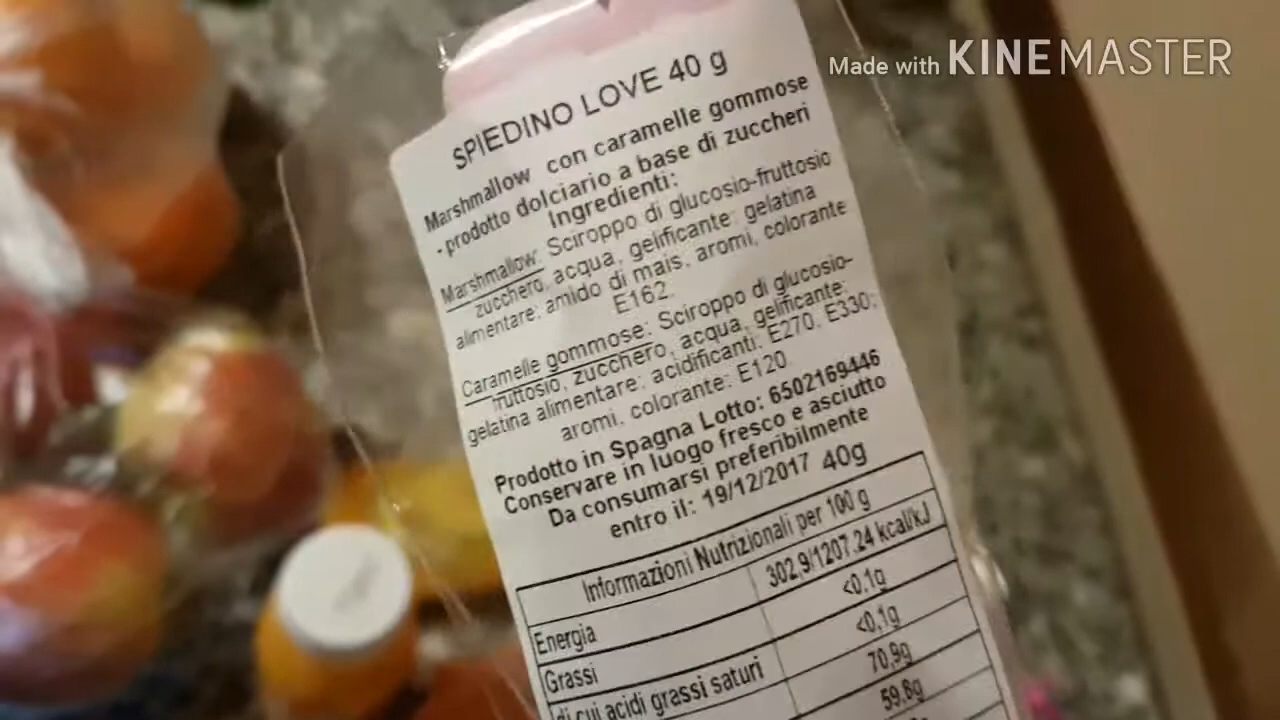 Made with KINEMASTER
SPIEDINO LOVE 40 g
Marshmallow con caramelle gommose
- prodotto dolciario a base di zuccheri
Ingredienti:
Marshmallow: Sciroppo di glucosio-fruttosio
zucchero, acqua, gelificante: gelatina
alimentare: amido di mais, aromi, colorante
E162.
Caramelle gommose: Sciroppo di glucosio-
fruttosio, zucchero, acqua, gelificante:
gelatina alimentare: acidificanti: E270. E330;
aromi, colorante: E120
Prodotto in Spagna Lotto: 6502169446
Conservare in luogo fresco e asciutto
Da consumarsi preferibilmente
entro il: 19/12/2017 40g
Informazioni Nutrizionali per 100 g
Energia 302,9/1207.24 kcal/kJ
Grassi <0.1g
di cui acidi grassi saturi <0,1g
70,9g
59.6g